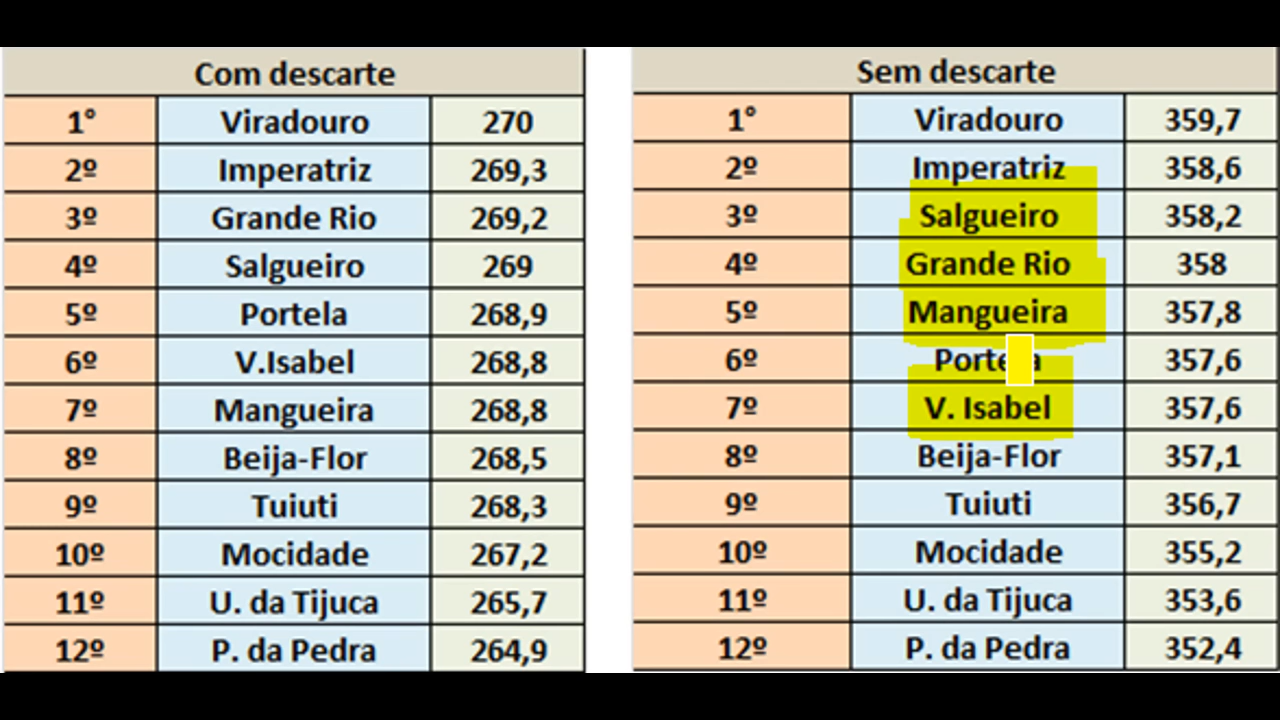 Com descarte
1° Viradouro 270
2º Imperatriz 269,3
3º Grande Rio 269,2
4º Salgueiro 269
5º Portela 268,9
6º V.Isabel 268,8
7º Mangueira 268,8
8º Beija-Flor 268,5
9º Tuiuti 268,3
10º Mocidade 267,2
11º U. da Tijuca 265,7
12º P. da Pedra 264,9
Sem descarte
1° Viradouro 359,7
2º Imperatriz 358,6
3º Salgueiro 358,2
4º Grande Rio 358
5º Mangueira 357,8
6º Portela 357,6
7º V. Isabel 357,6
8º Beija-Flor 357,1
9º Tuiuti 356,7
10º Mocidade 355,2
11º U. da Tijuca 353,6
12º P. da Pedra 352,4